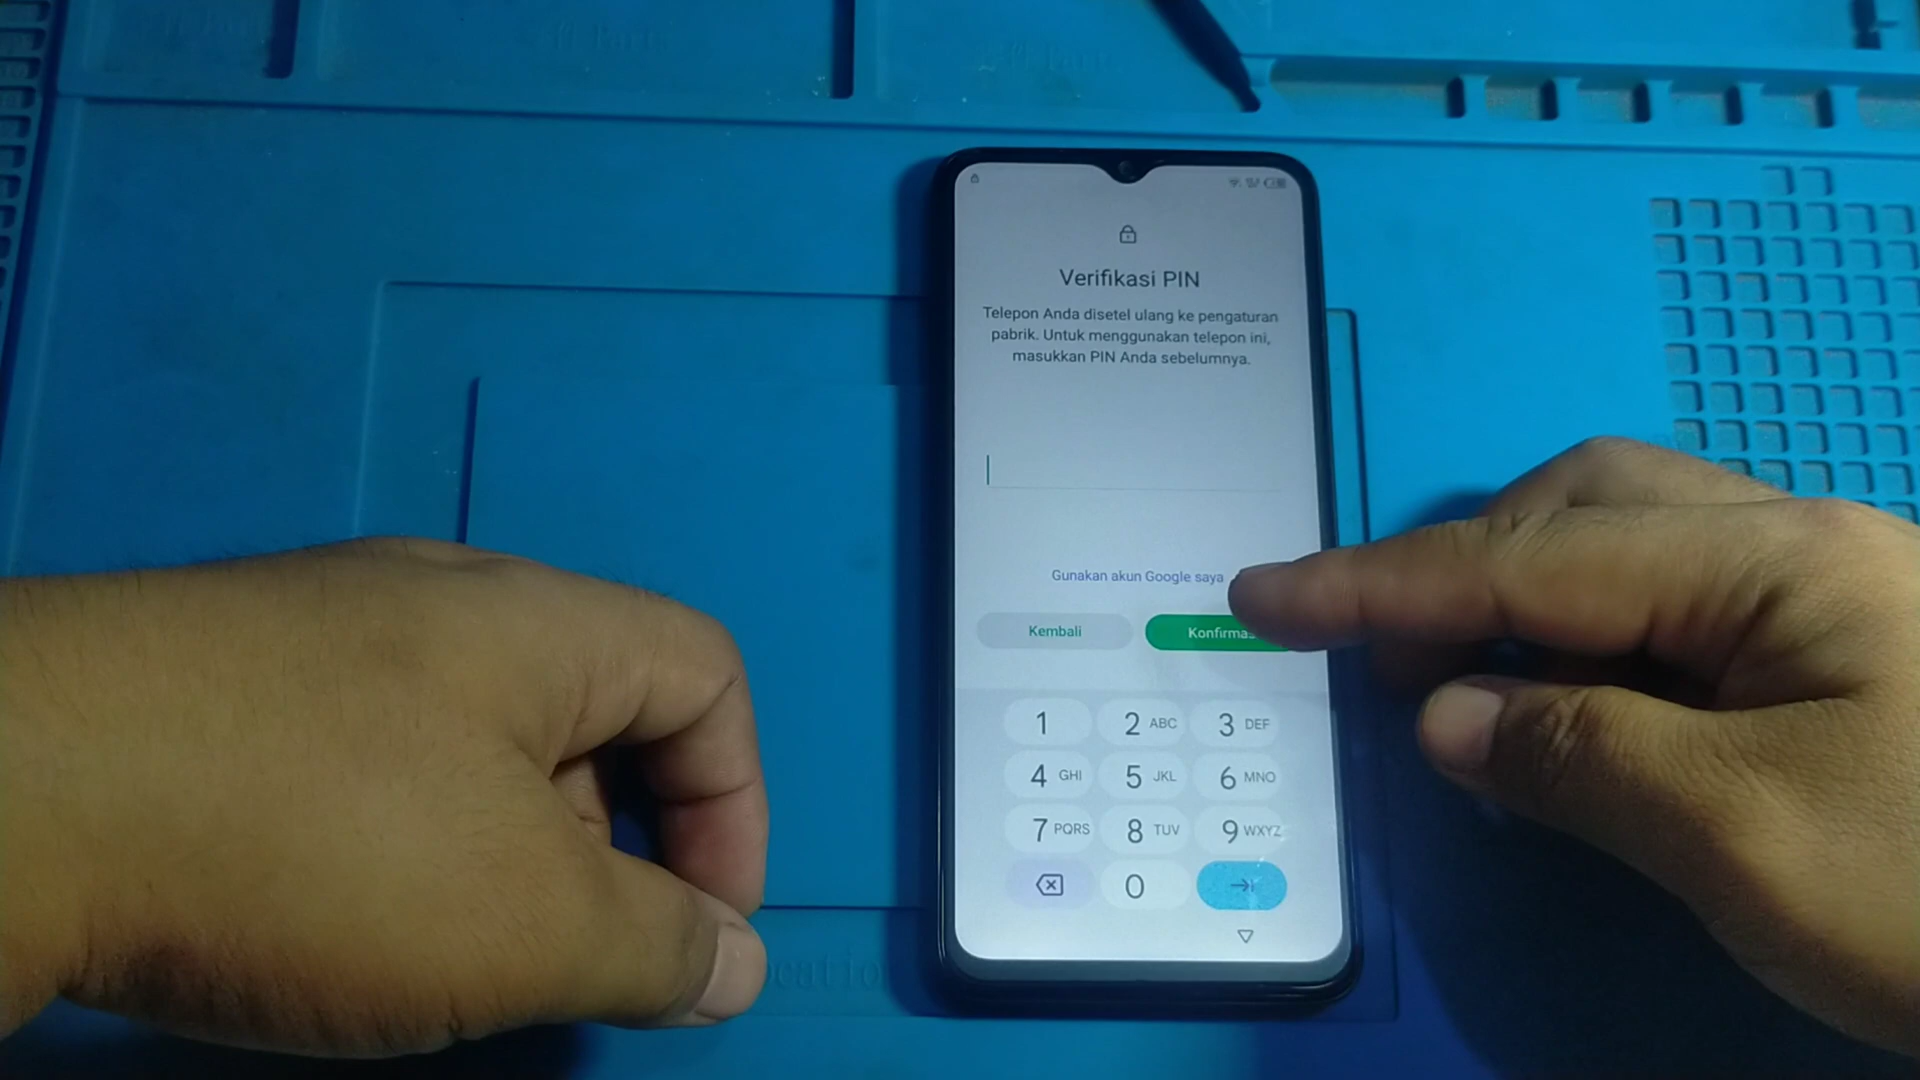 Verifikasi PIN
Telepon Anda disetel ulang ke pengaturan
pabrik. Untuk menggunakan telepon ini,
masukkan PIN Anda sebelumnya.
Gunakan akun Google saya
Kembali
Konfirmas
1
2 ABC
3 DEF
4 GHI
5 JKL
6 MNO
7 PQRS
8 TUV
9 WXYZ
0